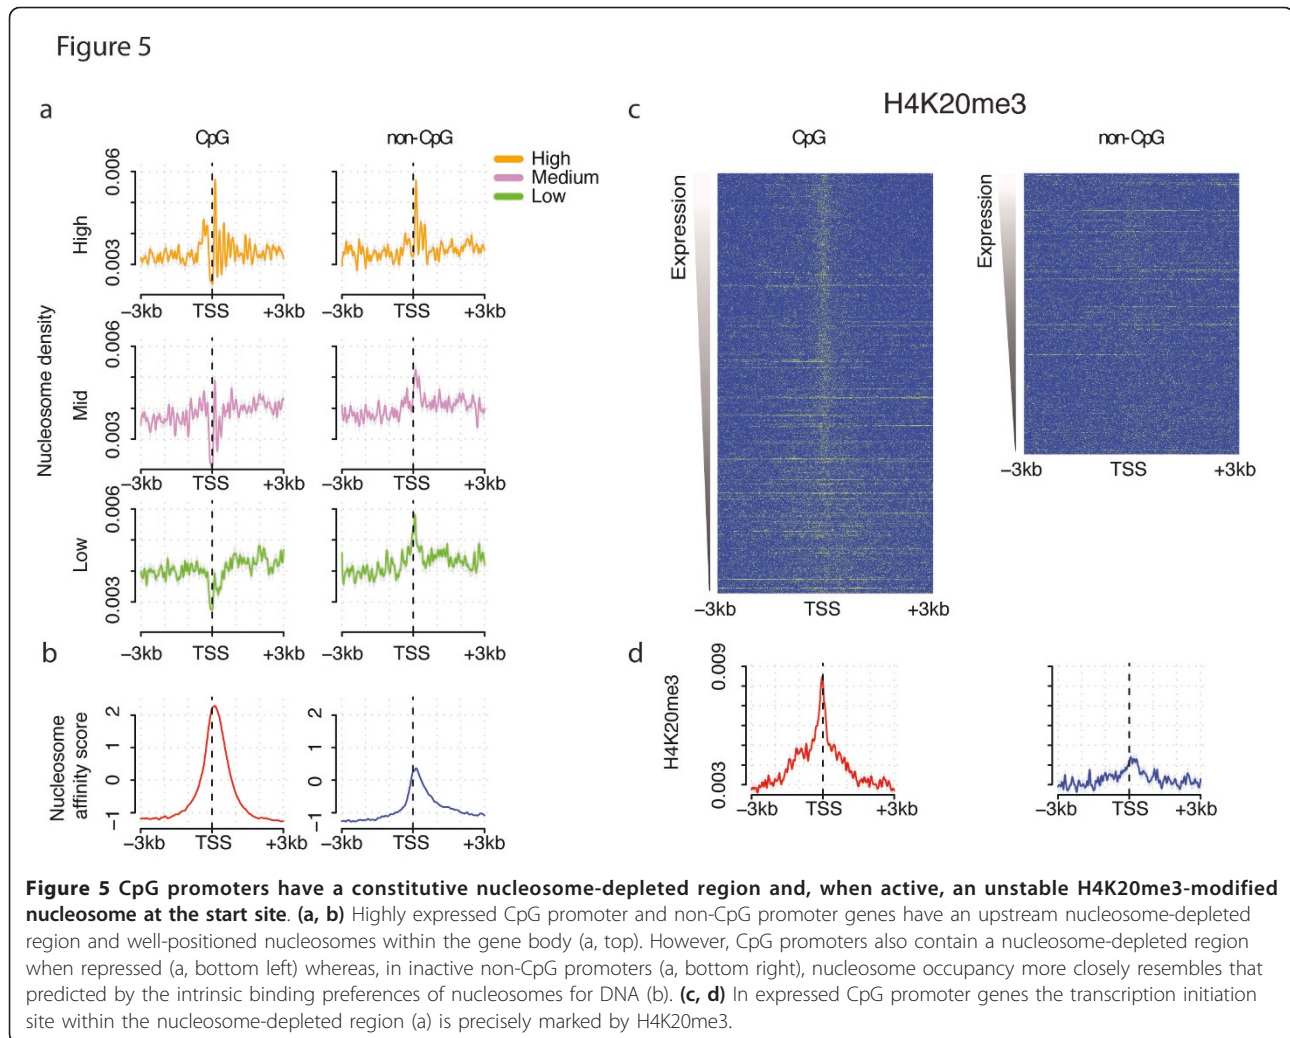 Figure 5
a
CpG
non-CpG
High
Medium
Low
Nucleosome density
High
0.003
0.006
−3kb TSS +3kb
−3kb TSS +3kb
Mid
0.003
0.006
−3kb TSS +3kb
−3kb TSS +3kb
Low
0.003
0.006
−3kb TSS +3kb
−3kb TSS +3kb
b
Nucleosome
affinity score
−1 0 1 2
−3kb TSS +3kb
−1 0 1 2
−3kb TSS +3kb
c
H4K20me3
CpG
non-CpG
Expression
−3kb TSS +3kb
Expression
−3kb TSS +3kb
d
H4K20me3
0.003
0.009
−3kb TSS +3kb
−3kb TSS +3kb
Figure 5 CpG promoters have a constitutive nucleosome-depleted region and, when active, an unstable H4K20me3-modified
nucleosome at the start site. (a, b) Highly expressed CpG promoter and non-CpG promoter genes have an upstream nucleosome-depleted
region and well-positioned nucleosomes within the gene body (a, top). However, CpG promoters also contain a nucleosome-depleted region
when repressed (a, bottom left) whereas, in inactive non-CpG promoters (a, bottom right), nucleosome occupancy more closely resembles that
predicted by the intrinsic binding preferences of nucleosomes for DNA (b). (c, d) In expressed CpG promoter genes the transcription initiation
site within the nucleosome-depleted region (a) is precisely marked by H4K20me3.